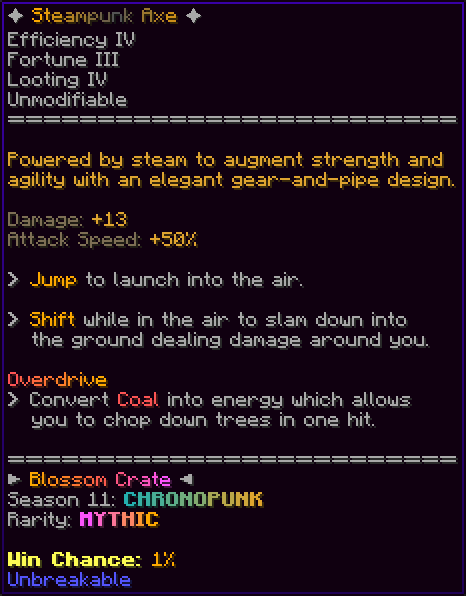 ✦ Steampunk Axe ✦
Efficiency IV
Fortune III
Looting IV
Unmodifiable
Powered by steam to augment strength and
agility with an elegant gear-and-pipe design.
Damage: +13
Attack Speed: +50%
> Jump to launch into the air.
> Shift while in the air to slam down into
the ground dealing damage around you.
Overdrive
> Convert Coal into energy which allows
you to chop down trees in one hit.
► Blossom Crate ◄
Season 11: CHRONOPUNK
Rarity: MYTHIC
Win Chance: 1%
Unbreakable